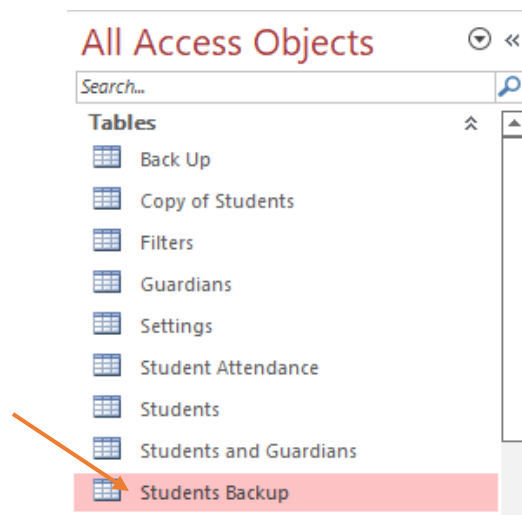 All Access Objects
Search...
Tables
Back Up
Copy of Students
Filters
Guardians
Settings
Student Attendance
Students
Students and Guardians
Students Backup